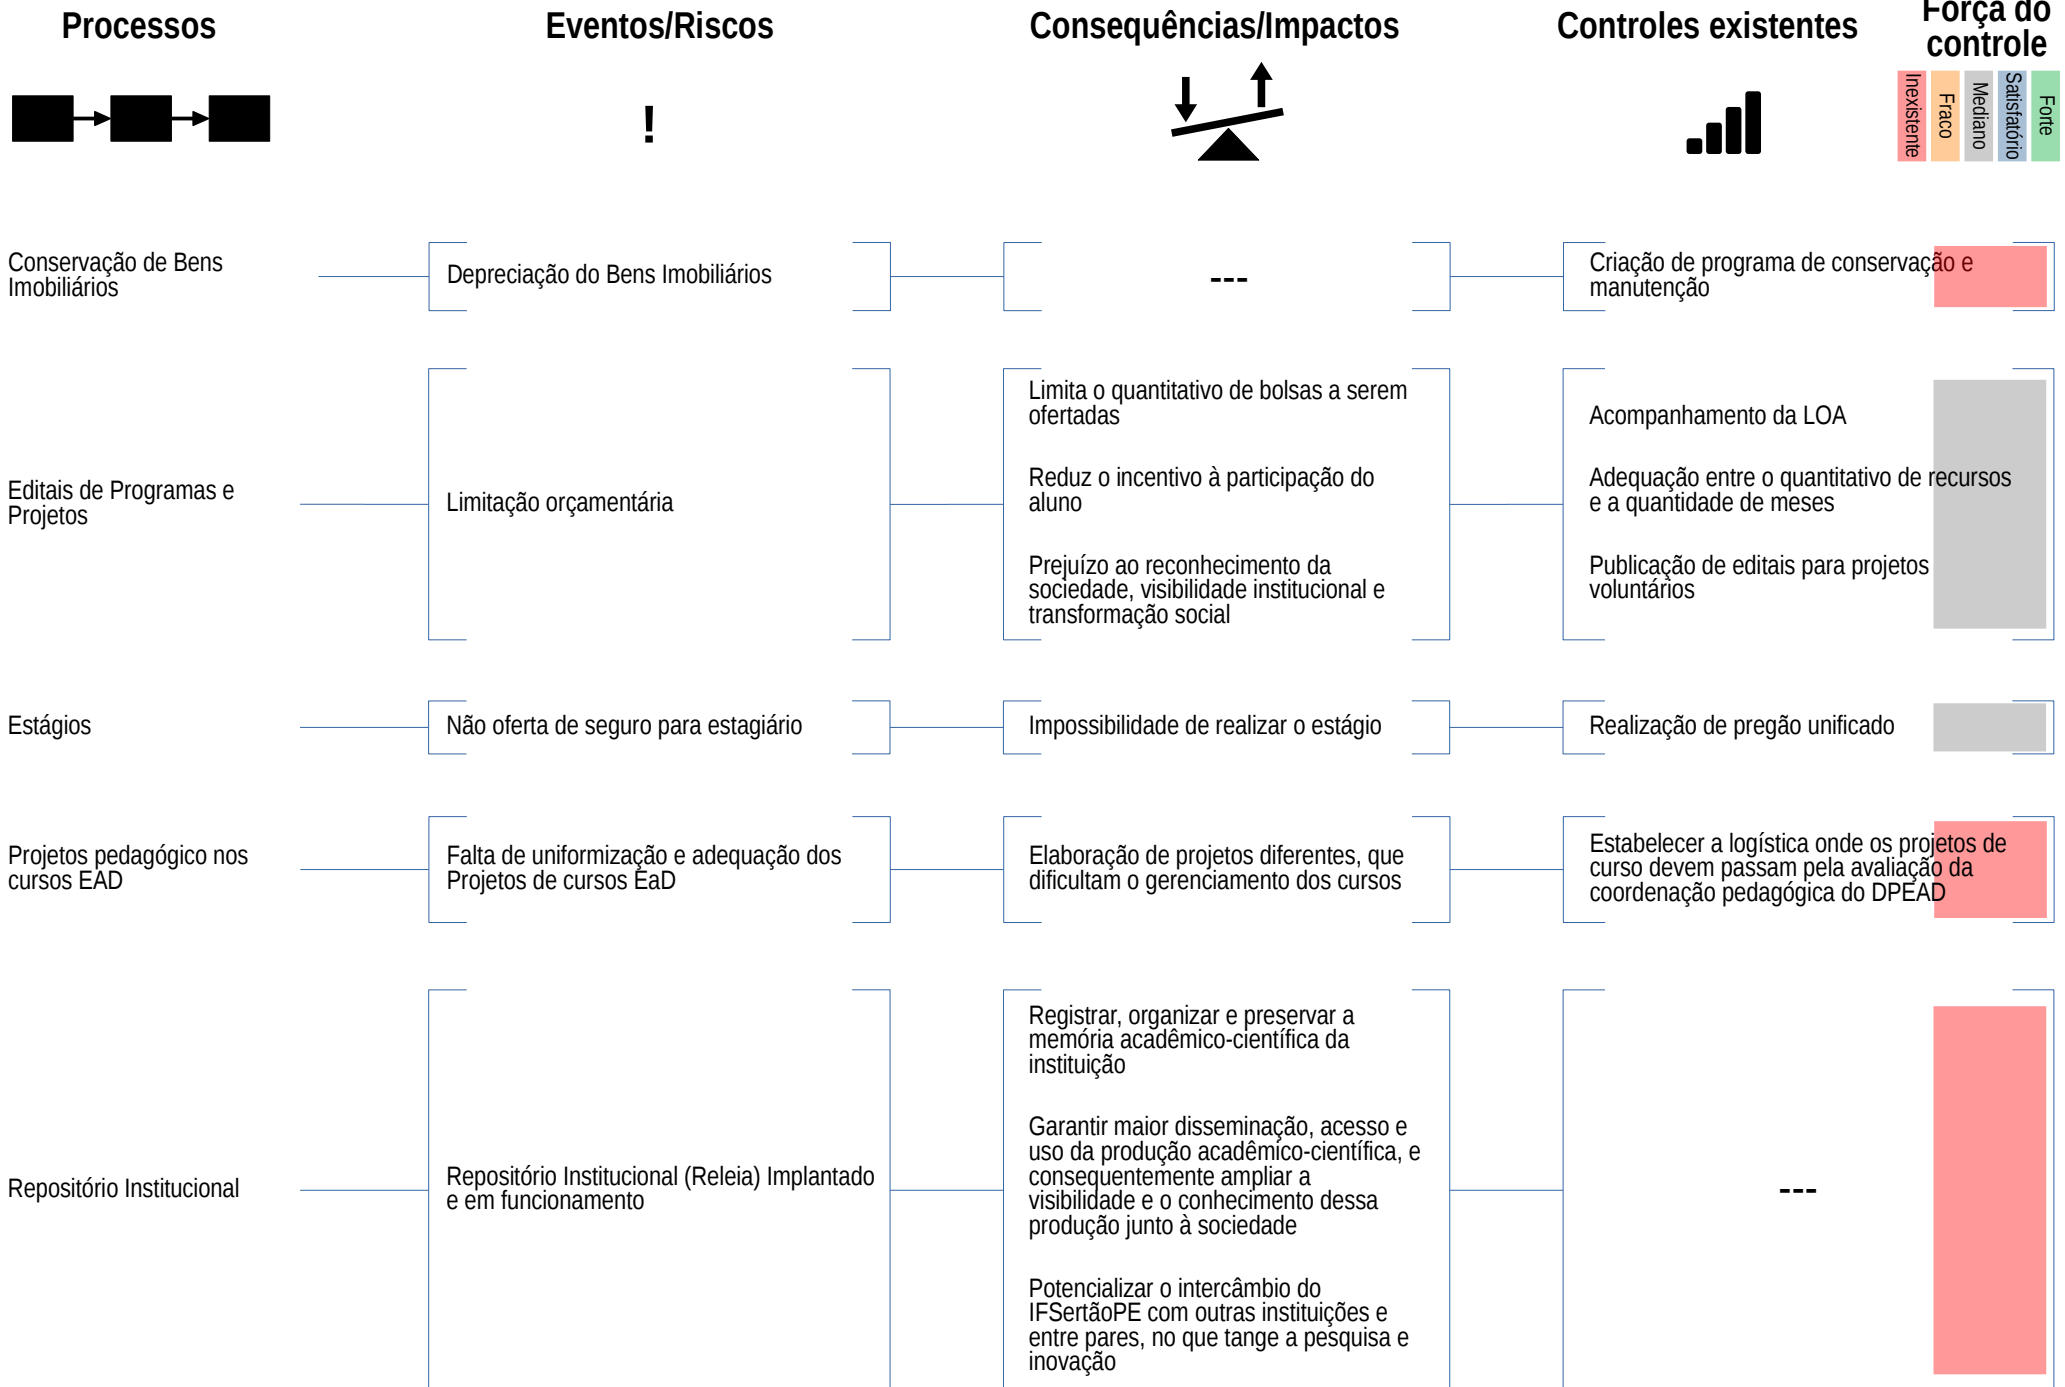 Processos
Eventos/Riscos
Consequências/Impactos
Controles existentes
Força do
controle
Inexistente
Fraco
Mediano
Satisfatório
Forte
!
Conservação de Bens
Imobiliários
Depreciação do Bens Imobiliários
---
Criação de programa de conservação e
manutenção
Editais de Programas e
Projetos
Limitação orçamentária
Limita o quantitativo de bolsas a serem
ofertadas
Reduz o incentivo à participação do
aluno
Prejuízo ao reconhecimento da
sociedade, visibilidade institucional e
transformação social
Acompanhamento da LOA
Adequação entre o quantitativo de recursos
e a quantidade de meses
Publicação de editais para projetos
voluntários
Estágios
Não oferta de seguro para estagiário
Impossibilidade de realizar o estágio
Realização de pregão unificado
Projetos pedagógico nos
cursos EAD
Falta de uniformização e adequação dos
Projetos de cursos EaD
Elaboração de projetos diferentes, que
dificultam o gerenciamento dos cursos
Estabelecer a logística onde os projetos de
curso devem passam pela avaliação da
coordenação pedagógica do DPEAD
Repositório Institucional
Repositório Institucional (Releia) Implantado
e em funcionamento
Registrar, organizar e preservar a
memória acadêmico-científica da
instituição
Garantir maior disseminação, acesso e
uso da produção acadêmico-científica, e
consequentemente ampliar a
visibilidade e o conhecimento dessa
produção junto à sociedade
Potencializar o intercâmbio do
IFSertãoPE com outras instituições e
entre pares, no que tange a pesquisa e
inovação
---